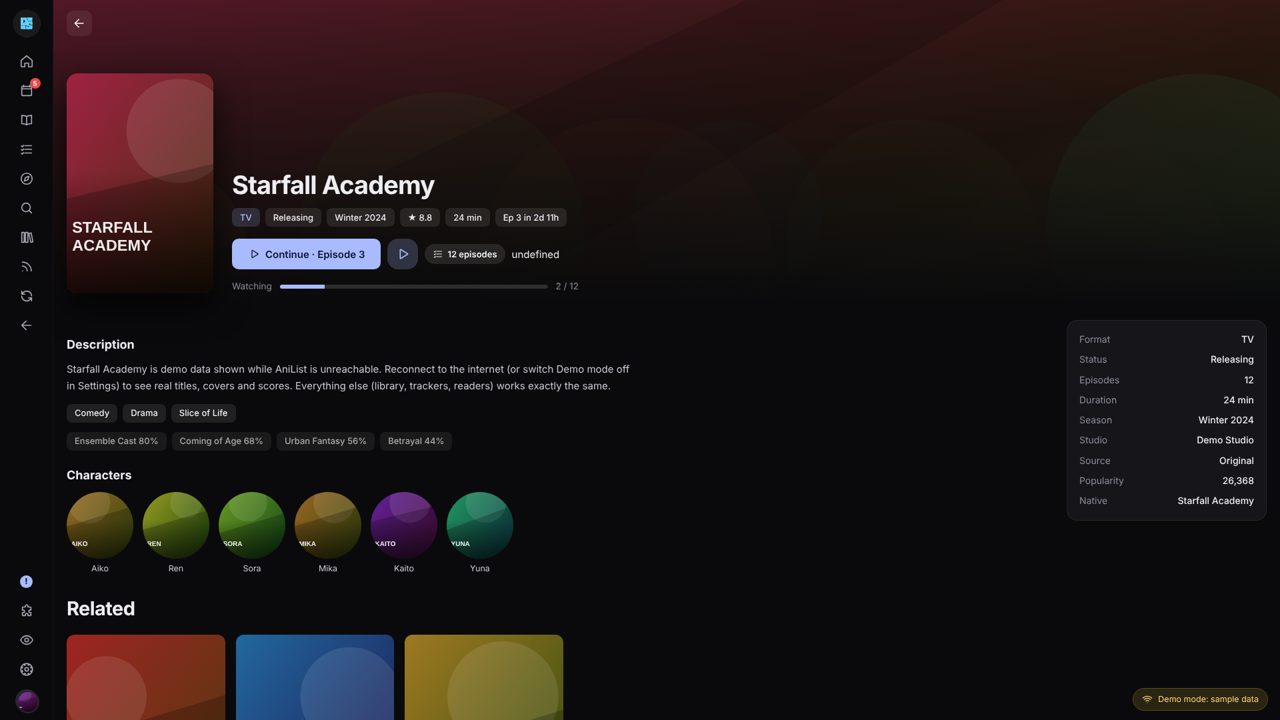 5
STARFALL
ACADEMY
Starfall Academy
TV Releasing Winter 2024 ★ 8.8 24 min Ep 3 in 2d 11h
Continue · Episode 3 12 episodes undefined
Watching 2 / 12
Description
Starfall Academy is demo data shown while AniList is unreachable. Reconnect to the internet (or switch Demo mode off
in Settings) to see real titles, covers and scores. Everything else (library, trackers, readers) works exactly the same.
Comedy Drama Slice of Life
Ensemble Cast 80% Coming of Age 68% Urban Fantasy 56% Betrayal 44%
Characters
AIKO REN SORA MIKA KAITO YUNA
Aiko Ren Sora Mika Kaito Yuna
Related
Format TV
Status Releasing
Episodes 12
Duration 24 min
Season Winter 2024
Studio Demo Studio
Source Original
Popularity 26,368
Native Starfall Academy
Demo mode: sample data